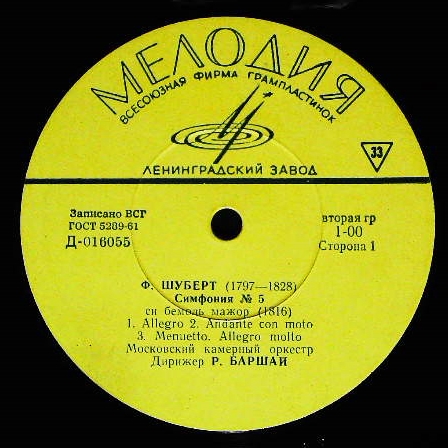 МЕЛОДИЯ
ВСЕСОЮЗНАЯ ФИРМА ГРАМПЛАСТИНОК
ЛЕНИНГРАДСКИЙ ЗАВОД
33
Записано ВСГ
ГОСТ 5289-61
Д-016055
вторая гр
1-00
Сторона 1
Ф. ШУБЕРТ (1797—1828)
Симфония № 5
си бемоль мажор (1816)
1. Allegro 2. Andante con moto
3. Menuetto. Allegro molto
Московский камерный оркестр
Дирижер Р. БАРШАЙ